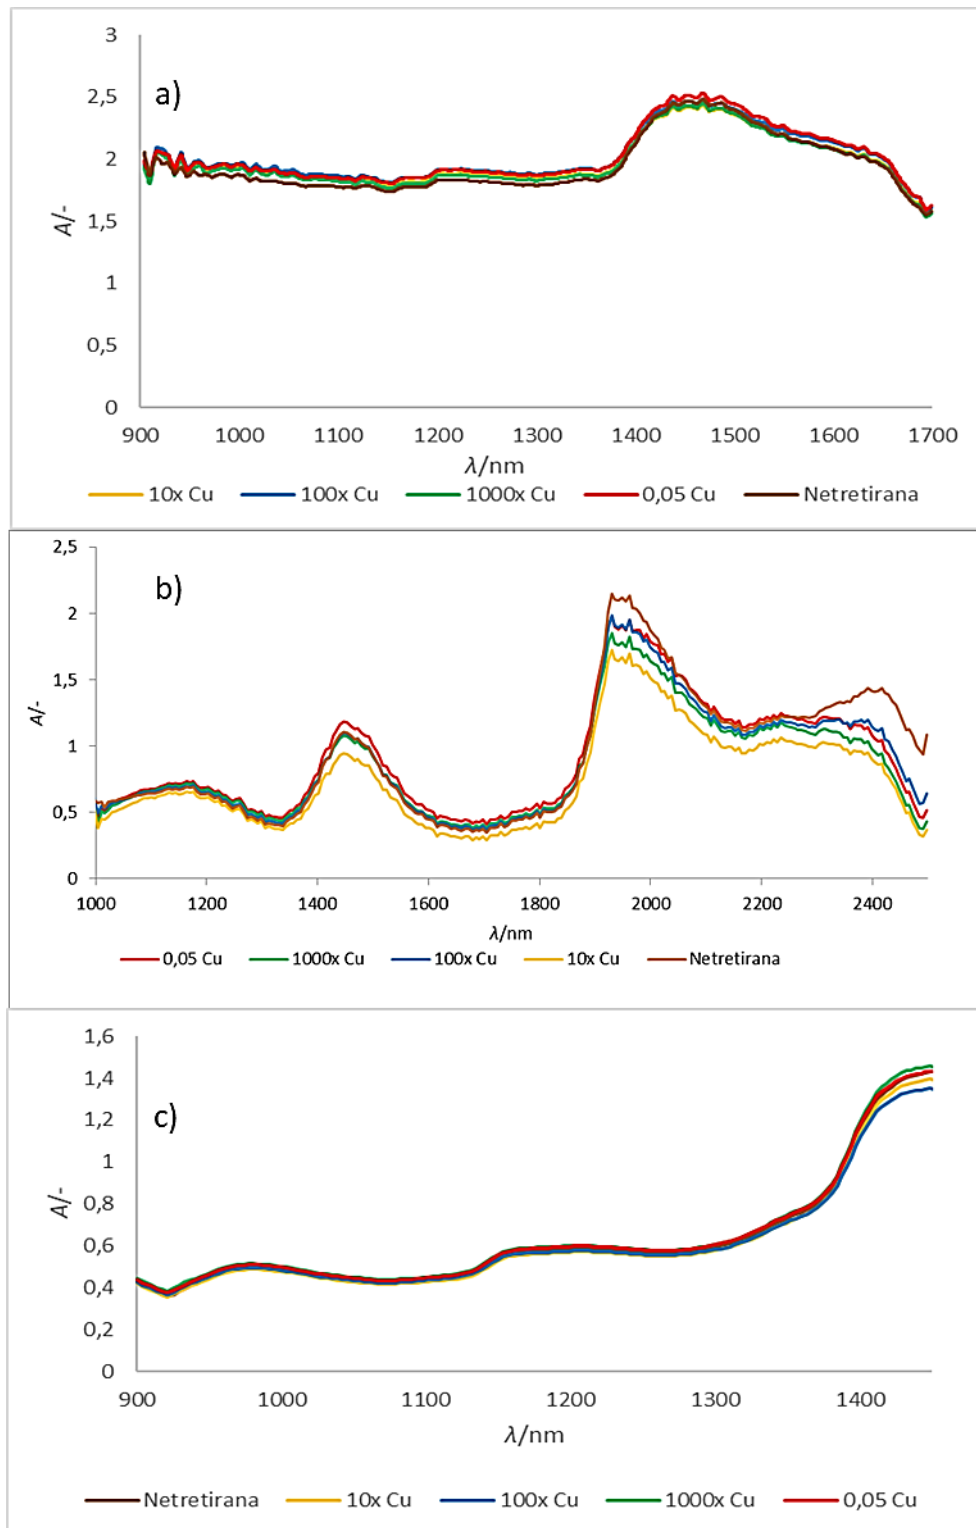 a)
3
2,5
2
1,5
1
0,5
0
A/-
900 1000 1100 1200 1300 1400 1500 1600 1700
λ/nm
10x Cu 100x Cu 1000x Cu 0,05 Cu Netretirana
b)
2,5
2
1,5
1
0,5
0
A/-
1000 1200 1400 1600 1800 2000 2200 2400
λ/nm
0,05 Cu 1000x Cu 100x Cu 10x Cu Netretirana
c)
1,6
1,4
1,2
1
0,8
0,6
0,4
0,2
0
A/-
900 1000 1100 1200 1300 1400
λ/nm
Netretirana 10x Cu 100x Cu 1000x Cu 0,05 Cu